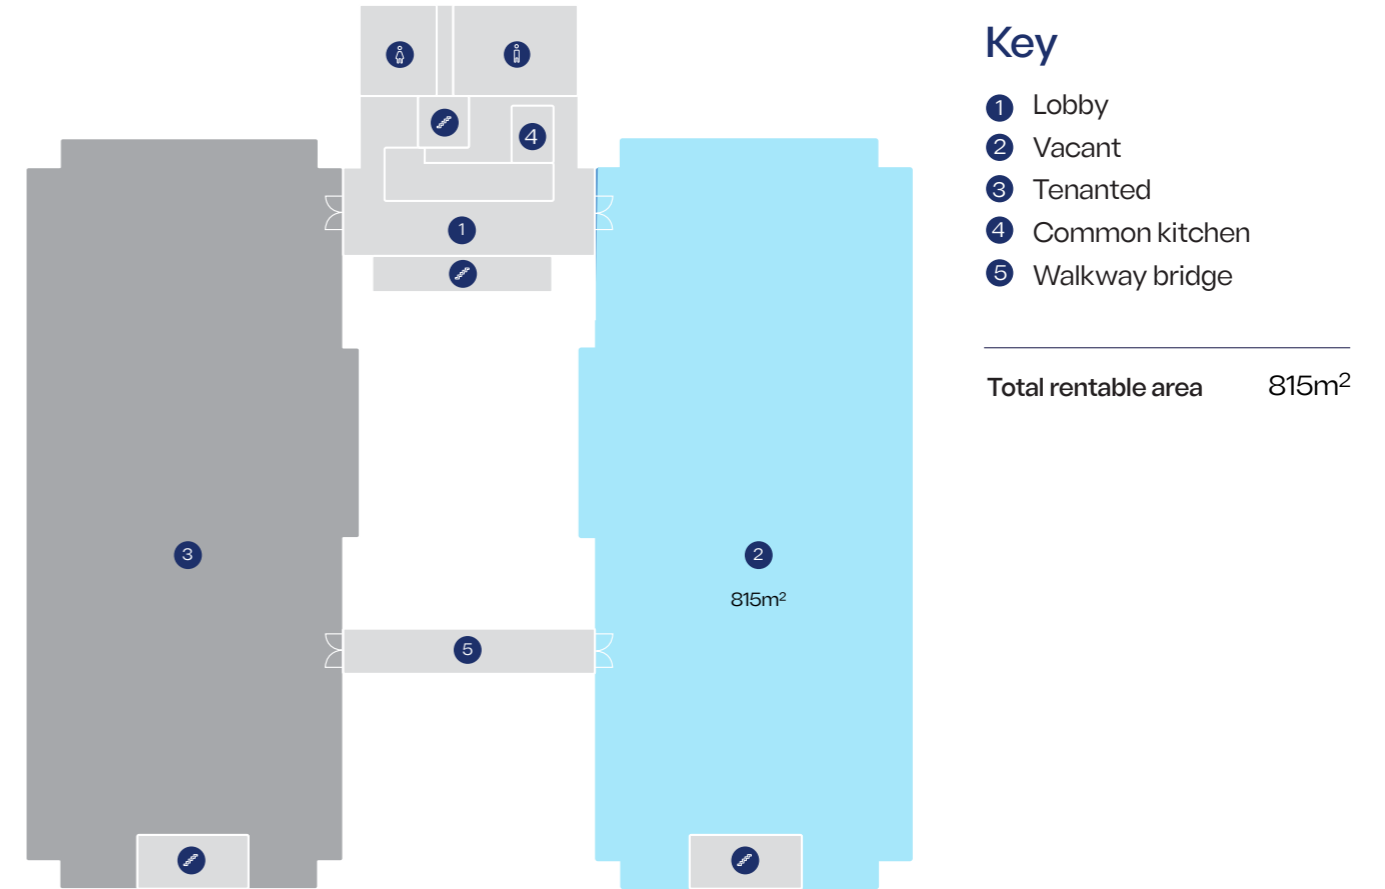 Key
1 Lobby
2 Vacant
3 Tenanted
4 Common kitchen
5 Walkway bridge
Total rentable area 815m²
4
1
3
2
815m²
5